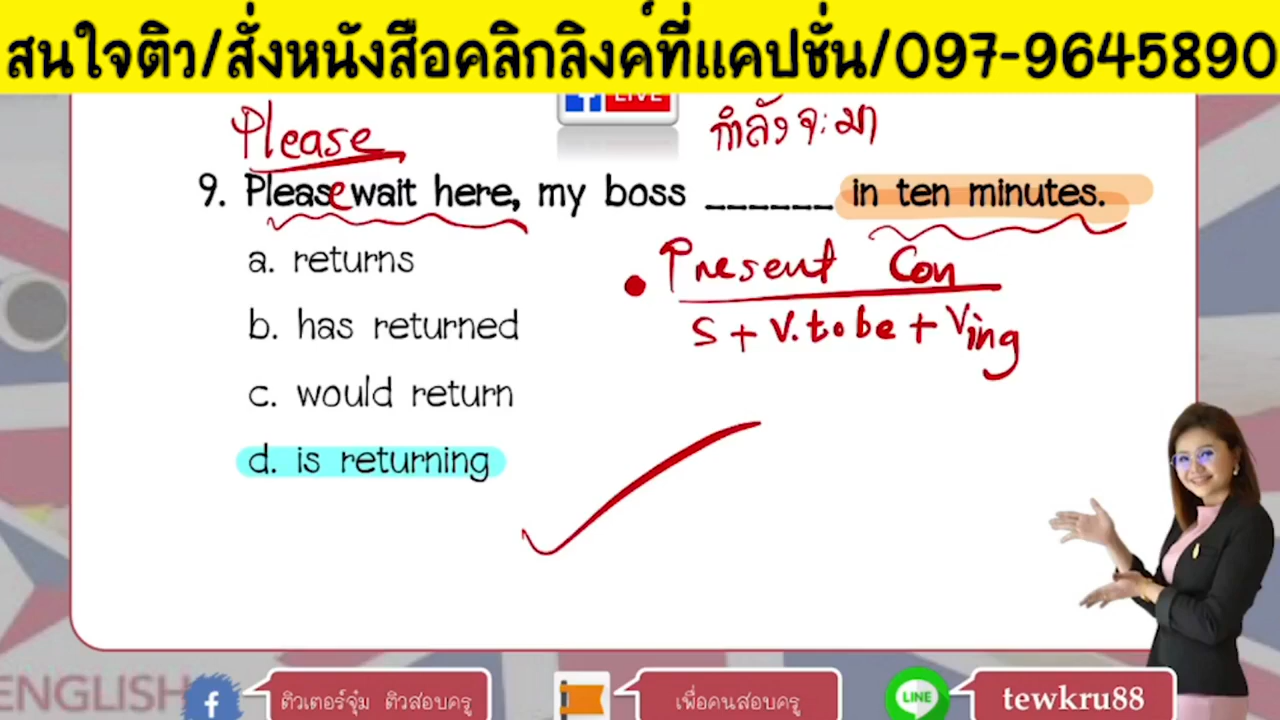 สนใจติว/สั่งหนังสือคลิกลิงค์ที่แคปชั่น/097-9645890
LIVE
Please
กำลังจะมา
9. Please wait here, my boss ______ in ten minutes.
a. returns
Present Con
b. has returned
S + V.to be + Ving
c. would return
d. is returning
ENGLISH
ติวเตอร์จุ๋ม ติวสอบครู
เพื่อคนสอบครู
LINE
tewkru88